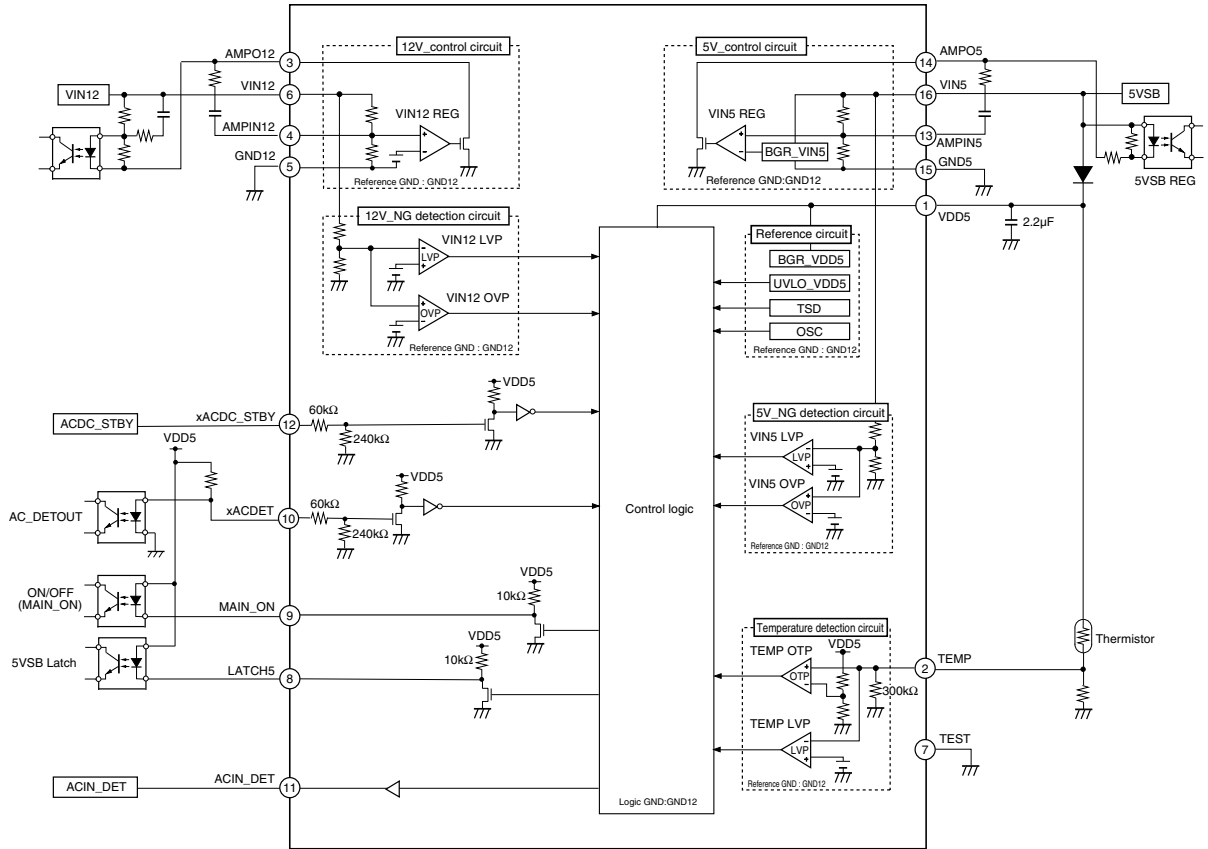 AMPO12
3
VIN12
VIN12
6
AMPIN12
4
GND12
5
12V_control circuit
VIN12 REG
Reference GND : GND12
5V_control circuit
VIN5 REG
BGR_VIN5
Reference GND:GND12
AMPO5
14
VIN5
16
5VSB
13
AMPIN5
GND5
15
5VSB REG
1
VDD5
2.2μF
12V_NG detection circuit
VIN12 LVP
- LVP +
VIN12 OVP
+ OVP -
Reference GND : GND12
Reference circuit
BGR_VDD5
UVLO_VDD5
TSD
OSC
Reference GND : GND12
ACDC_STBY
xACDC_STBY
12
60kΩ
240kΩ
VDD5
VDD5
AC_DETOUT
xACDET
10
60kΩ
240kΩ
VDD5
Control logic
5V_NG detection circuit
VIN5 LVP
- LVP +
VIN5 OVP
+ OVP -
Reference GND : GND12
ON/OFF
(MAIN_ON)
MAIN_ON
9
VDD5
10kΩ
5VSB Latch
LATCH5
8
VDD5
10kΩ
Temperature detection circuit
VDD5
TEMP OTP
+ OTP -
300kΩ
TEMP LVP
- LVP +
Reference GND : GND12
2
TEMP
Thermistor
7
TEST
ACIN_DET
ACIN_DET
11
Logic GND:GND12